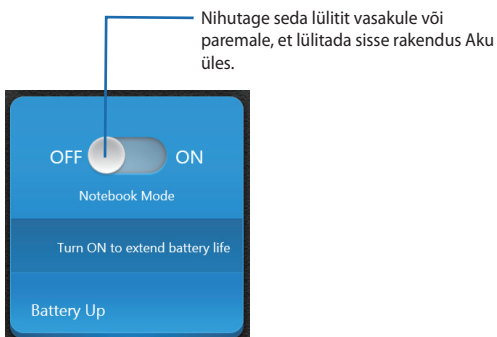 Nihutage seda lülitit vasakule või
paremale, et lülitada sisse rakendus Aku
üles.
OFF ON
Notebook Mode
Turn ON to extend battery life
Battery Up